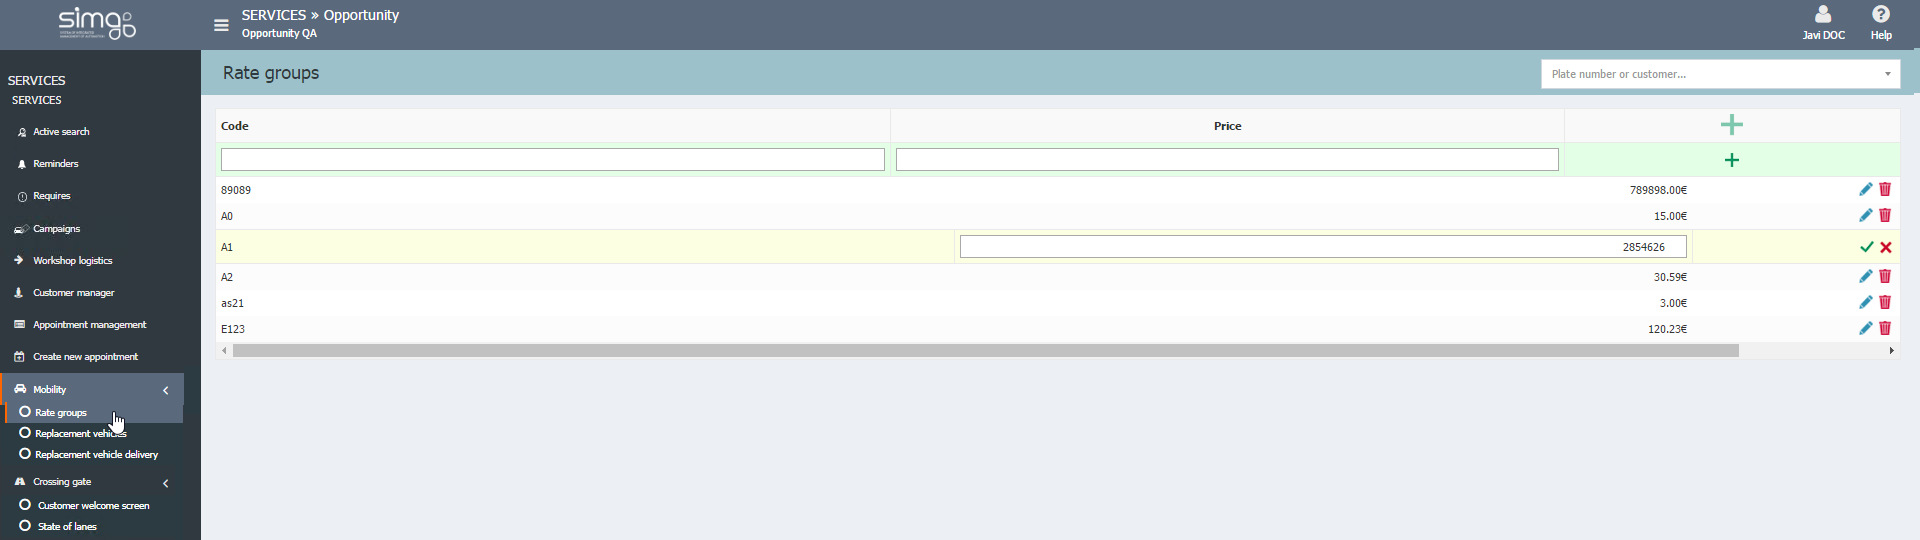 sima
SERVICES » Opportunity
Opportunity QA
Javi DOC
Help
SERVICES
SERVICES
Active search
Reminders
Requires
Campaigns
Workshop logistics
Customer manager
Appointment management
Create new appointment
Mobility
Rate groups
Replacement vehicles
Replacement vehicle delivery
Crossing gate
Customer welcome screen
State of lanes
Rate groups
Plate number or customer...
Code Price
89089 789898.00€
A0 15.00€
A1 2854626
A2 30.59€
as21 3.00€
E123 120.23€